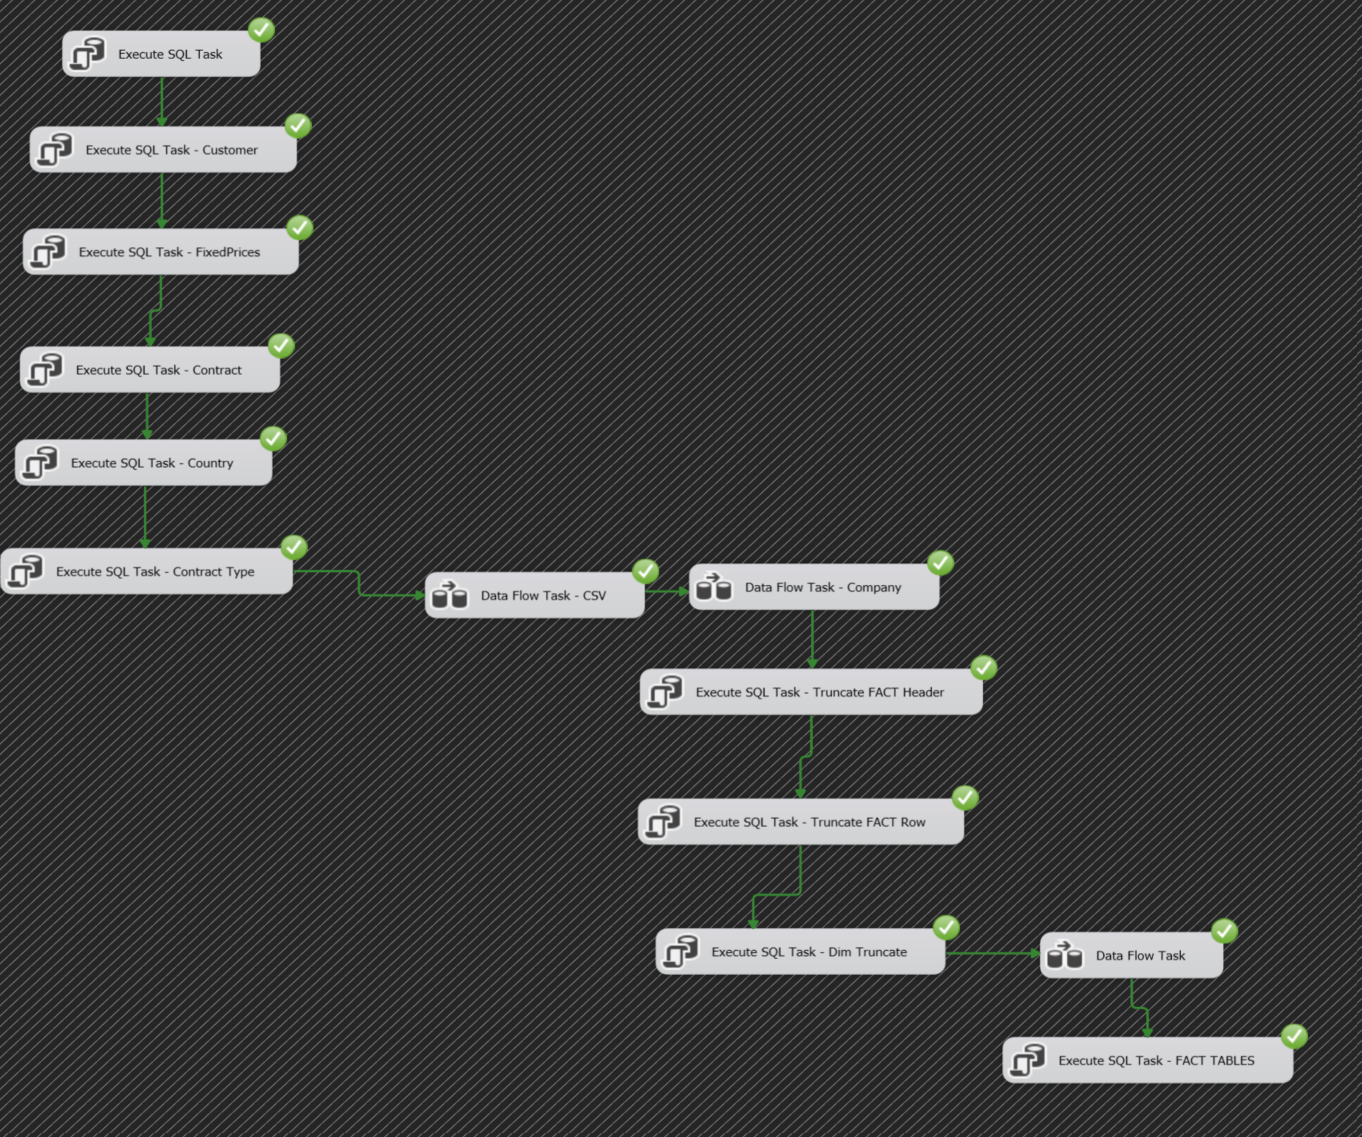 Execute SQL Task
Execute SQL Task - Customer
Execute SQL Task - FixedPrices
Execute SQL Task - Contract
Execute SQL Task - Country
Execute SQL Task - Contract Type
Data Flow Task - CSV
Data Flow Task - Company
Execute SQL Task - Truncate FACT Header
Execute SQL Task - Truncate FACT Row
Execute SQL Task - Dim Truncate
Data Flow Task
Execute SQL Task - FACT TABLES